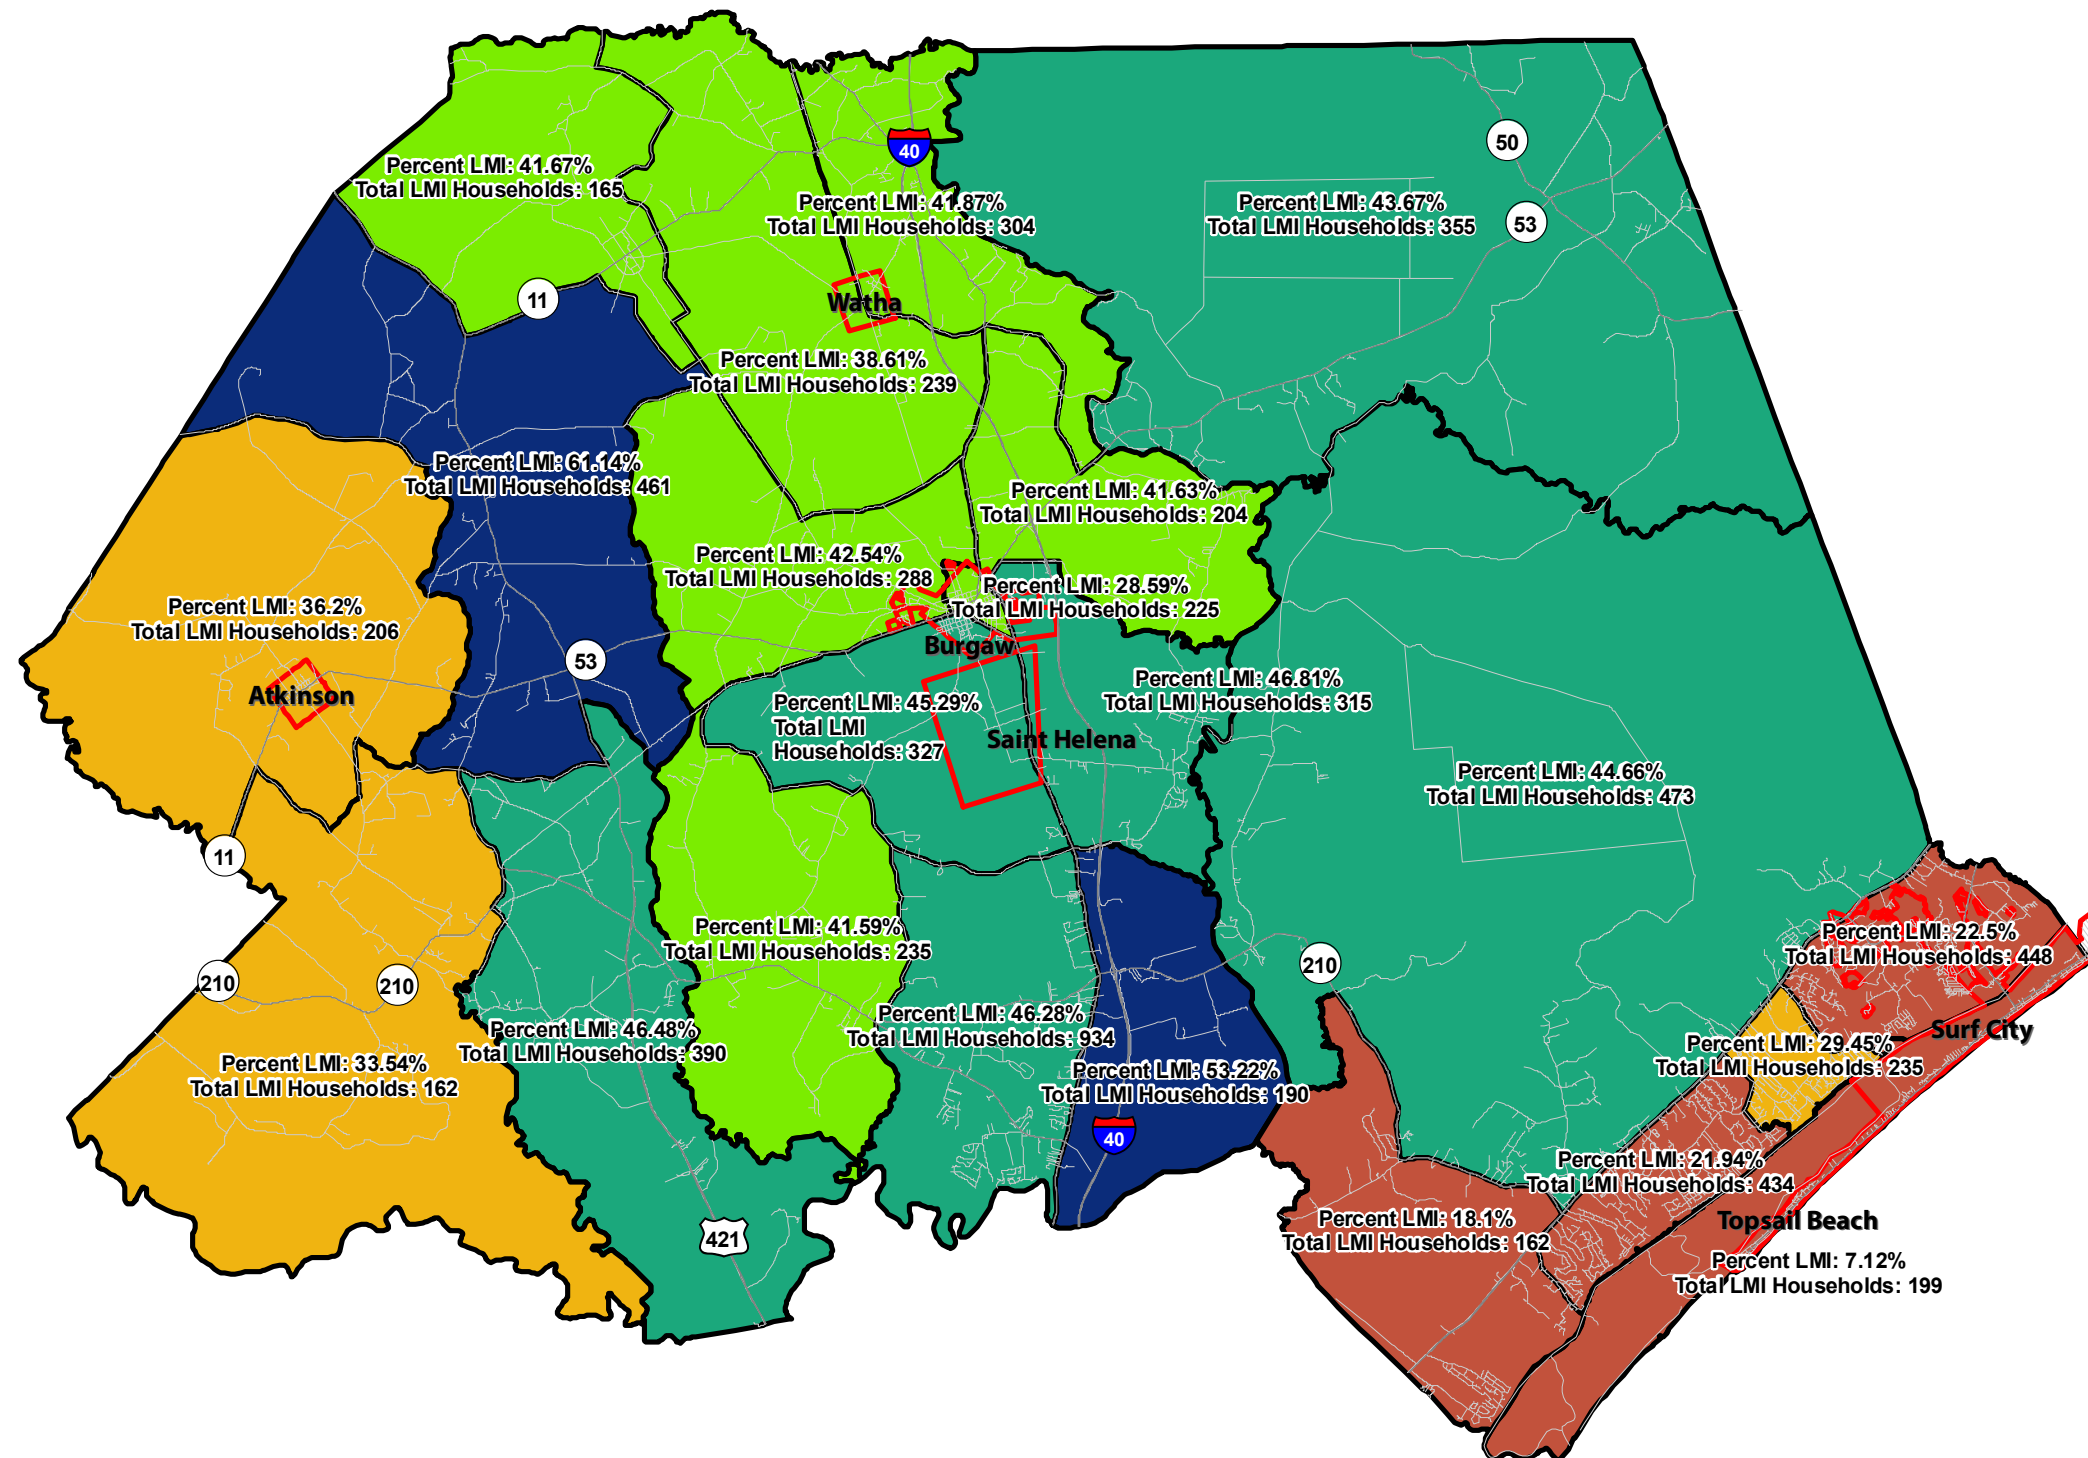 Percent LMI: 41.67%
Total LMI Households: 165
40
Percent LMI: 41.87%
Total LMI Households: 304
50
Percent LMI: 43.67%
Total LMI Households: 355
53
11
Watha
Percent LMI: 38.61%
Total LMI Households: 239
Percent LMI: 61.14%
Total LMI Households: 461
Percent LMI: 41.63%
Total LMI Households: 204
Percent LMI: 42.54%
Total LMI Households: 288
Percent LMI: 28.59%
Total LMI Households: 225
Percent LMI: 36.2%
Total LMI Households: 206
Burgaw
53
Atkinson
Percent LMI: 46.81%
Total LMI Households: 315
Percent LMI: 45.29%
Total LMI
Households: 327
Saint Helena
Percent LMI: 44.66%
Total LMI Households: 473
11
Percent LMI: 41.59%
Total LMI Households: 235
Percent LMI: 22.5%
Total LMI Households: 448
210
210
210
Percent LMI: 46.28%
Total LMI Households: 934
Percent LMI: 46.48%
Total LMI Households: 390
Surf City
Percent LMI: 29.45%
Total LMI Households: 235
Percent LMI: 33.54%
Total LMI Households: 162
Percent LMI: 53.22%
Total LMI Households: 190
40
Percent LMI: 21.94%
Total LMI Households: 434
Percent LMI: 18.1%
Total LMI Households: 162
Topsail Beach
421
Percent LMI: 7.12%
Total LMI Households: 199